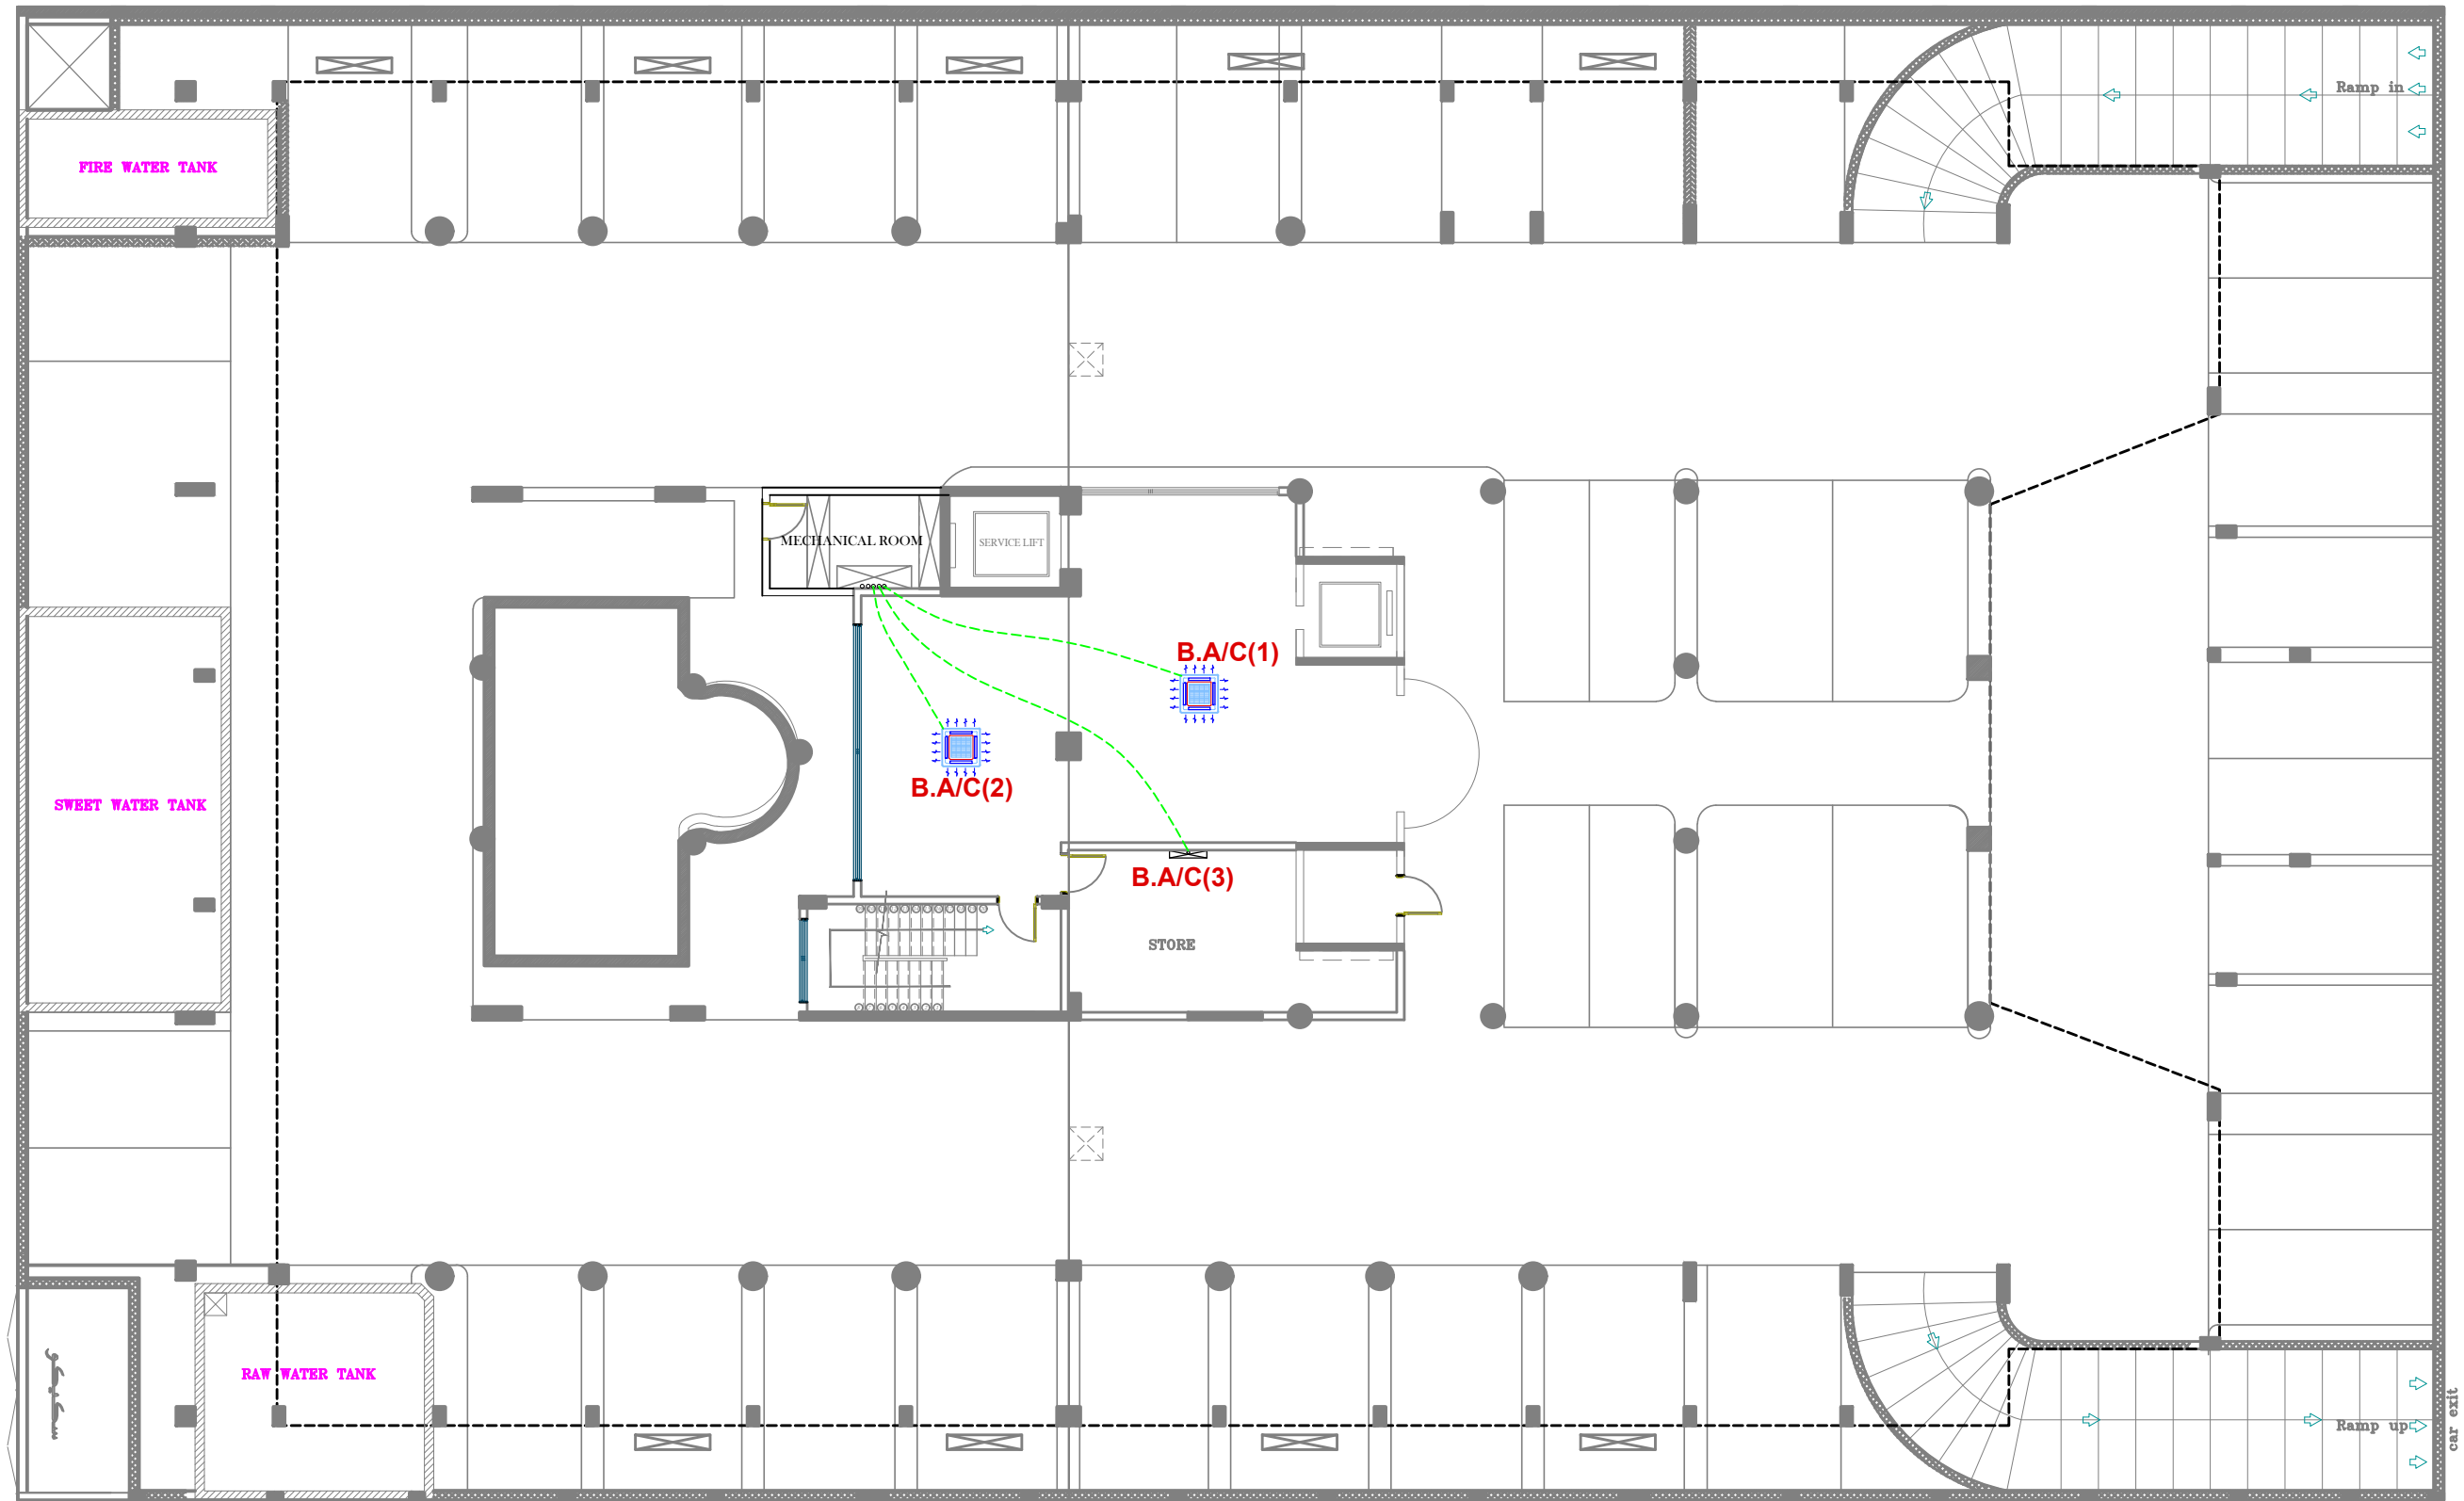 Ramp in
FIRE WATER TANK
MECHANICAL ROOM
SERVICE LIFT
B.A/C(1)
B.A/C(2)
SWEET WATER TANK
B.A/C(3)
STORE
RAW WATER TANK
Ramp up
car exit